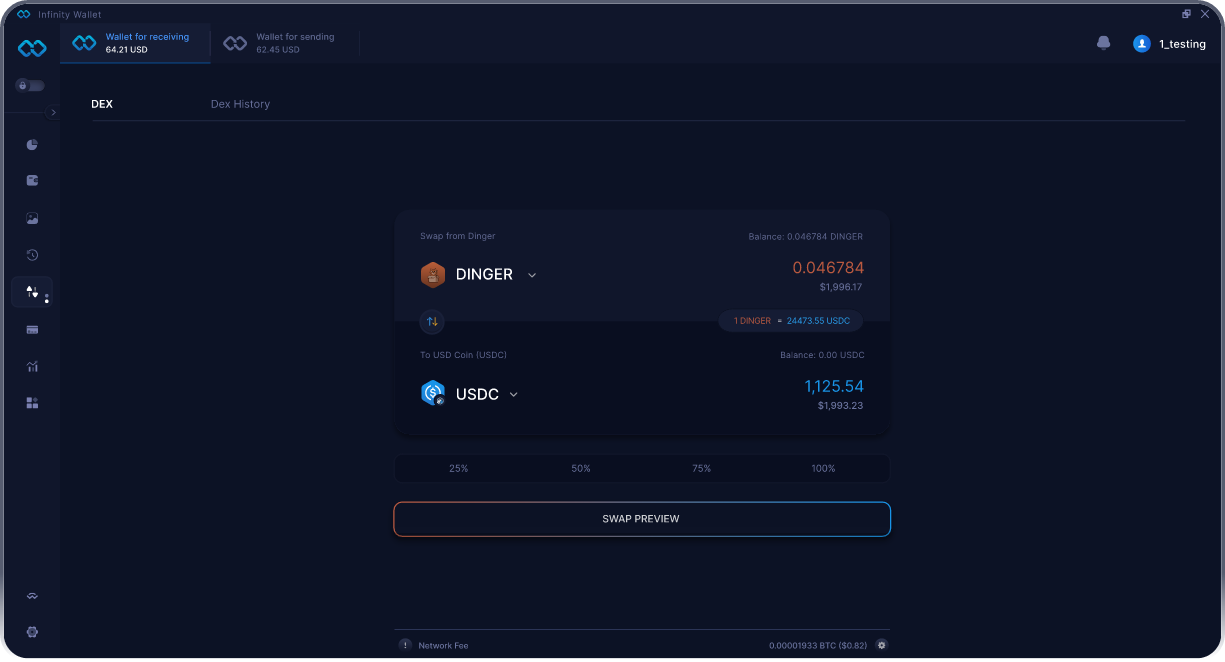 Infinity Wallet
Wallet for receiving
64.21 USD
Wallet for sending
62.45 USD
1_testing
DEX
Dex History
Swap from Dinger
Balance: 0.046784 DINGER
DINGER
0.046784
$1,996.17
1 DINGER = 24473.55 USDC
To USD Coin (USDC)
Balance: 0.00 USDC
USDC
1,125.54
$1,993.23
25% 50% 75% 100%
SWAP PREVIEW
! Network Fee
0.00001933 BTC ($0.82)